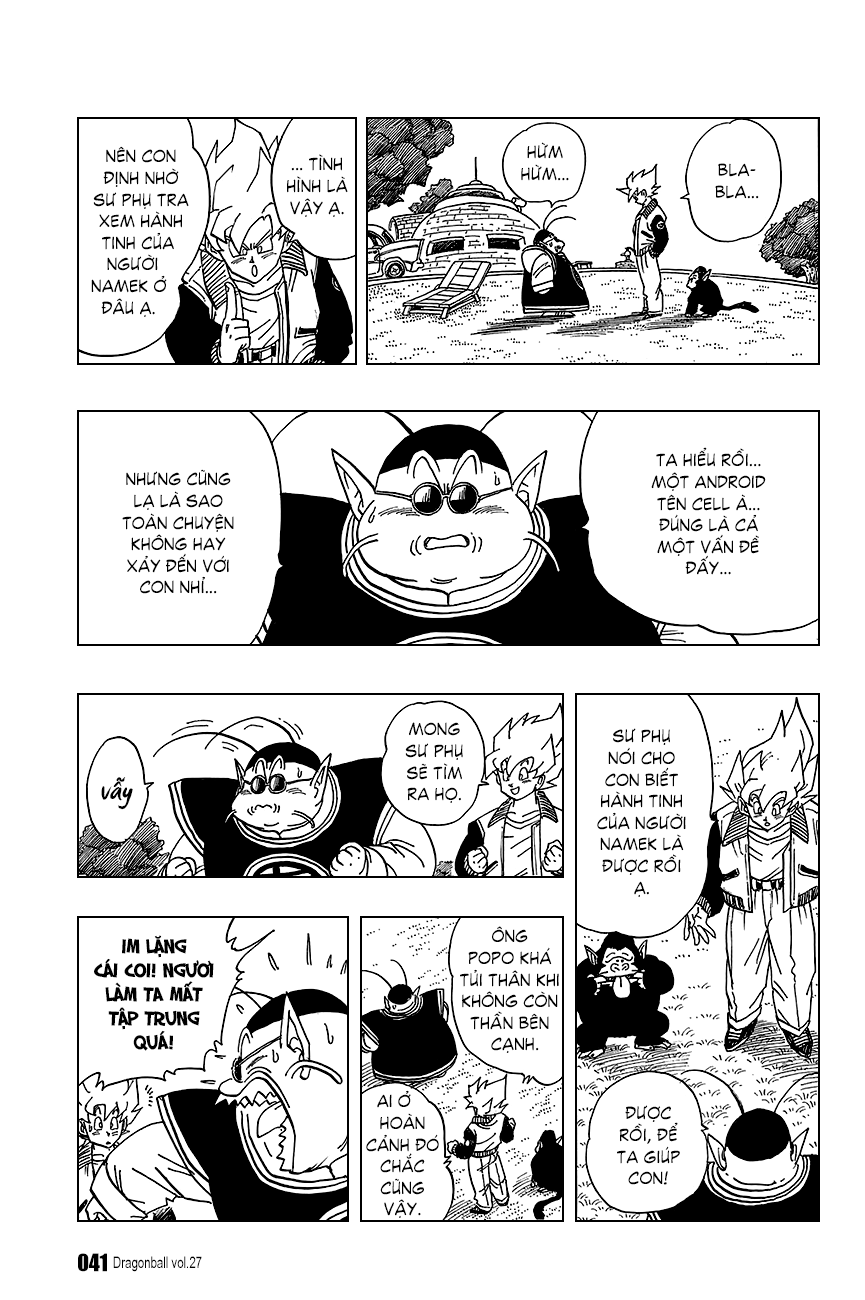 BLA-
BLA...
HỪM
HỪM...
... TÌNH
HÌNH LÀ
VẬY Ạ.
NÊN CON
ĐỊNH NHỜ
SƯ PHỤ TRA
XEM HÀNH
TINH CỦA
NGƯỜI
NAMEK Ở
ĐÂU Ạ.
TA HIỂU RỒI...
MỘT ANDROID
TÊN CELL À...
ĐÚNG LÀ CẢ
MỘT VẤN ĐỀ
ĐẤY...
NHƯNG CŨNG
LẠ LÀ SAO
TOÀN CHUYỆN
KHÔNG HAY
XẢY ĐẾN VỚI
CON NHỈ...
SƯ PHỤ
NÓI CHO
CON BIẾT
HÀNH TINH
CỦA NGƯỜI
NAMEK LÀ
ĐƯỢC RỒI
Ạ.
ĐƯỢC
RỒI, ĐỂ
TA GIÚP
CON!
MONG
SƯ PHỤ
SẼ TÌM
RA HỌ.
VẪY
ÔNG
POPO KHÁ
TỦI THÂN KHI
KHÔNG CÒN
THẦN BÊN
CẠNH.
AI Ở
HOÀN
CẢNH ĐÓ
CHẮC
CŨNG
VẬY.
IM LẶNG
CÁI COI! NGƯƠI
LÀM TA MẤT
TẬP TRUNG
QUÁ!
041 Dragonball vol.27